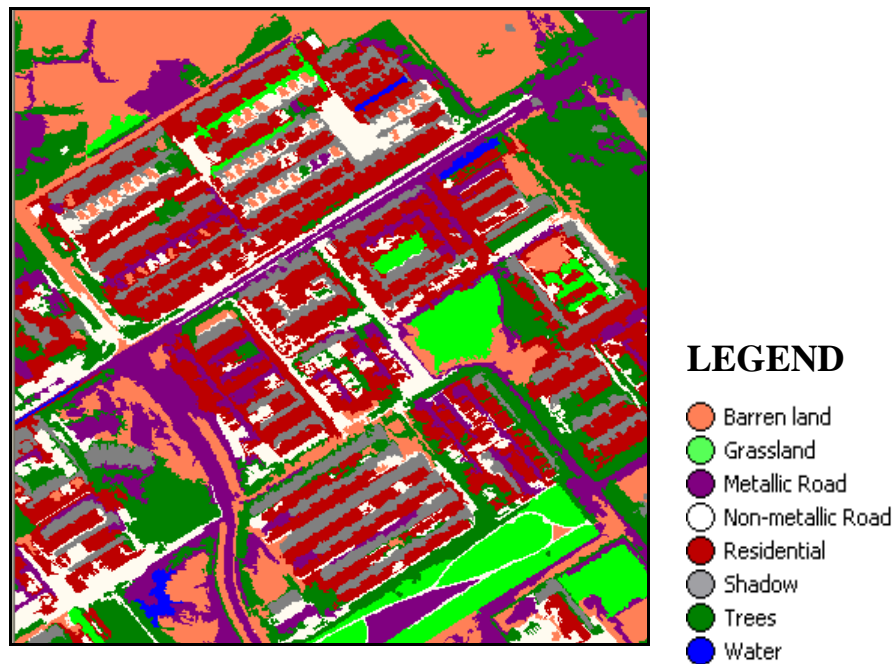 LEGEND
Barren land
Grassland
Metallic Road
Non-metallic Road
Residential
Shadow
Trees
Water